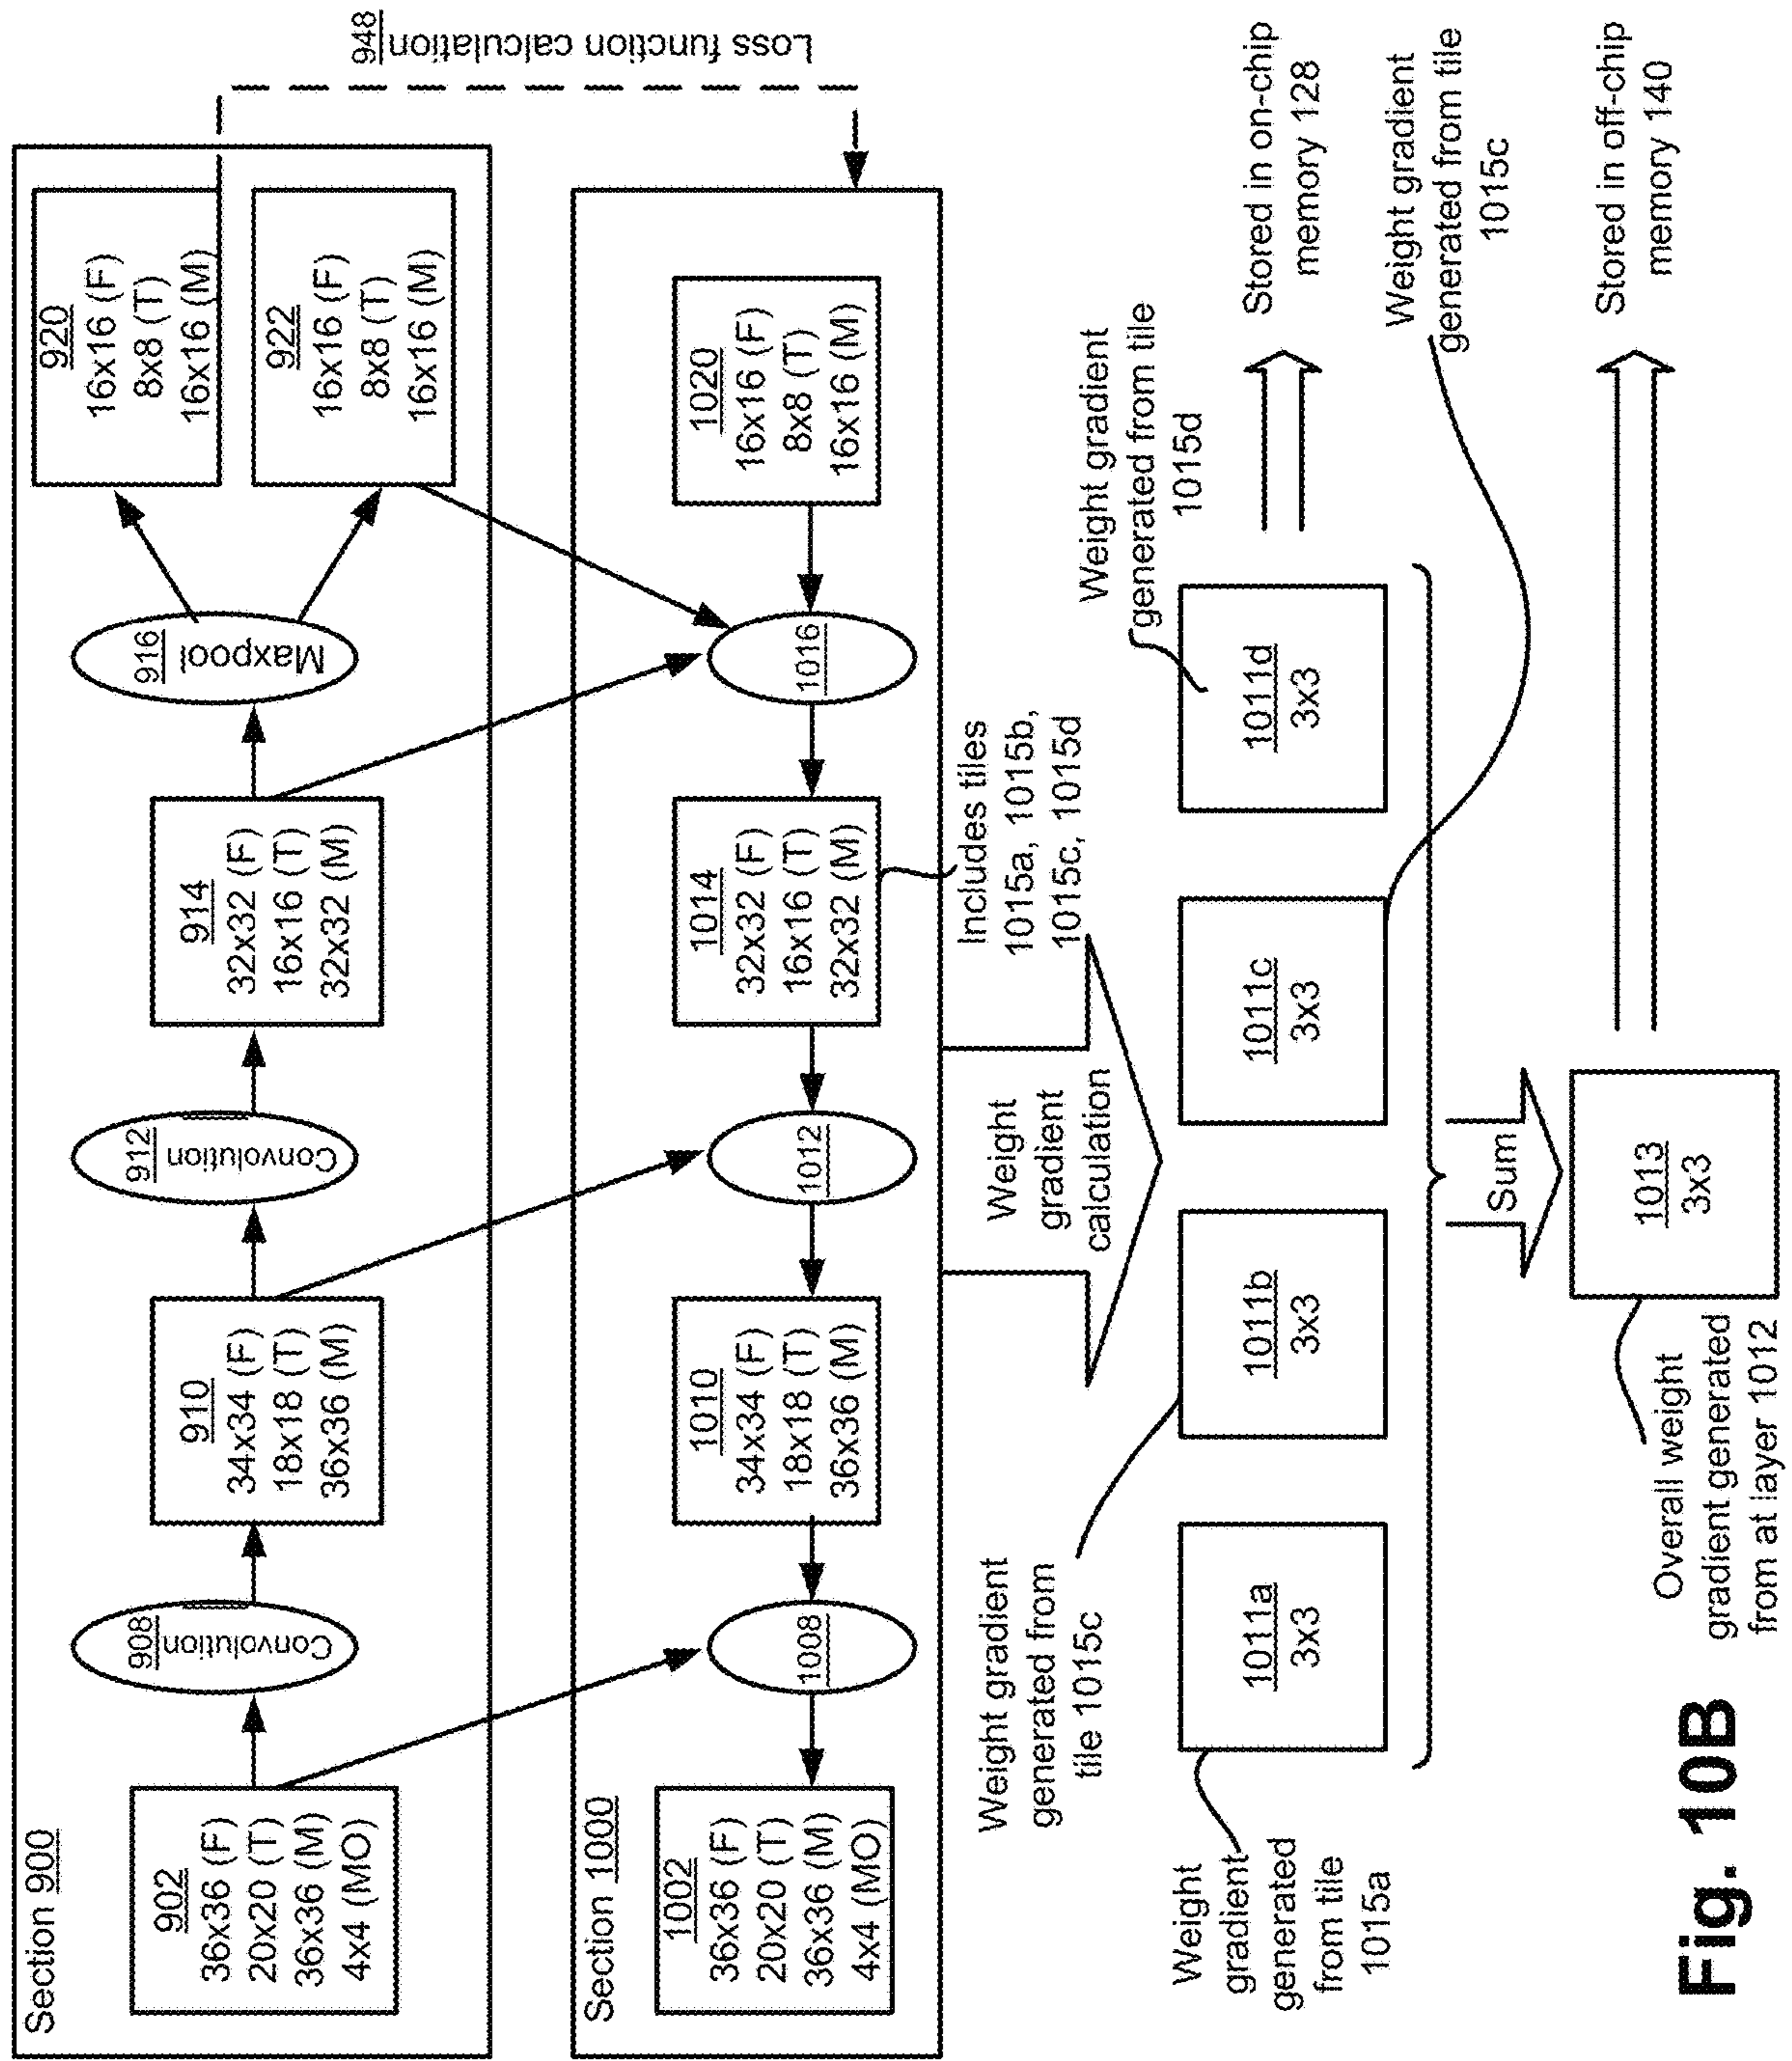 Section 900
902
36x36 (F)
20x20 (T)
36x36 (M)
4x4 (MO)
908
Convolution
910
34x34 (F)
18x18 (T)
36x36 (M)
912
Convolution
914
32x32 (F)
16x16 (T)
32x32 (M)
916
Maxpool
920
16x16 (F)
8x8 (T)
16x16 (M)
922
16x16 (F)
8x8 (T)
16x16 (M)
948
Loss function calculation
Section 1000
1002
36x36 (F)
20x20 (T)
36x36 (M)
4x4 (MO)
1008
1010
34x34 (F)
18x18 (T)
36x36 (M)
1012
1014
32x32 (F)
16x16 (T)
32x32 (M)
1016
1020
16x16 (F)
8x8 (T)
16x16 (M)
Includes tiles
1015a, 1015b,
1015c, 1015d
Weight
gradient
calculation
Weight gradient
generated from
tile 1015c
Weight gradient
generated from tile
1015d
Weight
gradient
generated
from tile
1015a
1011a
3x3
1011b
3x3
1011c
3x3
1011d
3x3
Stored in on-chip
memory 128
Weight gradient
generated from tile
1015c
Sum
1013
3x3
Stored in off-chip
memory 140
Overall weight
gradient generated
from at layer 1012
Fig. 10B